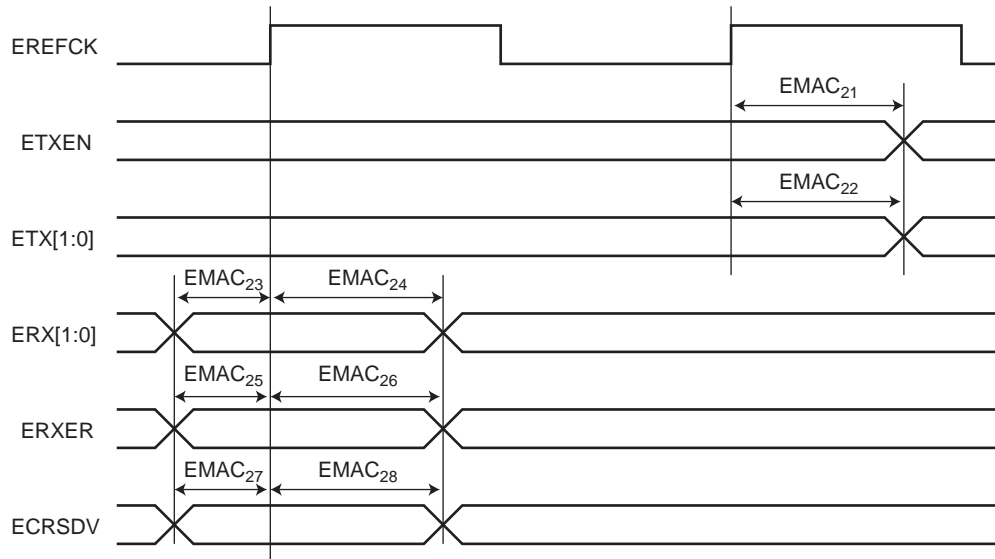 EREFCK
EMAC21
ETXEN
EMAC22
ETX[1:0]
EMAC23 EMAC24
ERX[1:0]
EMAC25 EMAC26
ERXER
EMAC27 EMAC28
ECRSDV